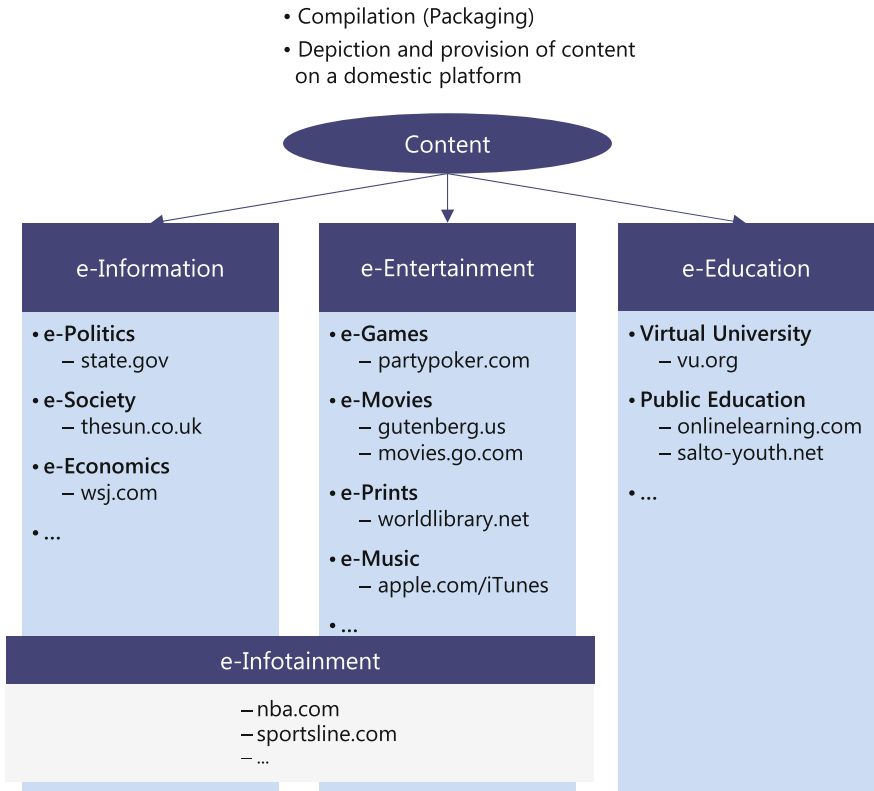 • Compilation (Packaging)
• Depiction and provision of content
on a domestic platform
Content
e-Information
• e-Politics
– state.gov
• e-Society
– thesun.co.uk
• e-Economics
– wsj.com
• ...
e-Entertainment
• e-Games
– partypoker.com
• e-Movies
– gutenberg.us
– movies.go.com
• e-Prints
– worldlibrary.net
• e-Music
– apple.com/iTunes
• ...
e-Education
• Virtual University
– vu.org
• Public Education
– onlinelearning.com
– salto-youth.net
• ...
e-Infotainment
– nba.com
– sportsline.com
– ...